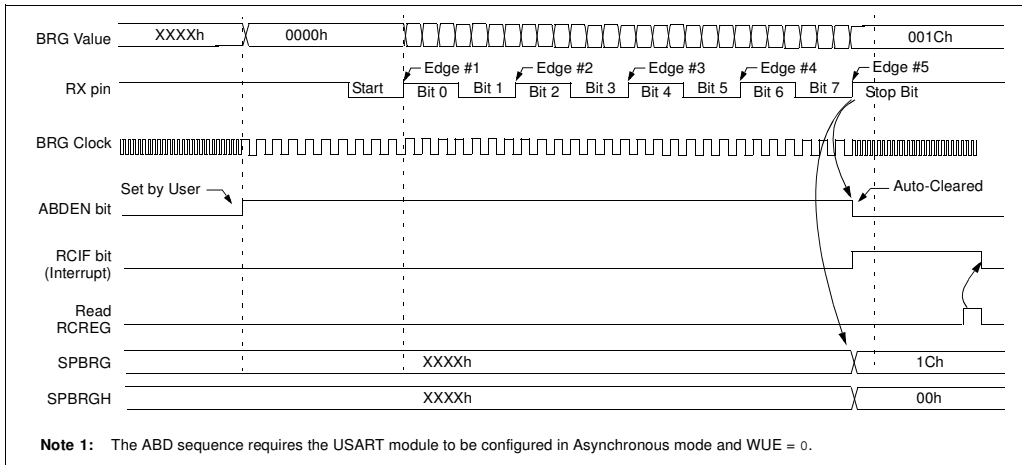 BRG Value
XXXXh
0000h
001Ch
RX pin
Start
Edge #1
Bit 0
Bit 1
Edge #2
Bit 2
Bit 3
Edge #3
Bit 4
Bit 5
Edge #4
Bit 6
Bit 7
Edge #5
Stop Bit
BRG Clock
Set by User
Auto-Cleared
ABDEN bit
RCIF bit
(Interrupt)
Read
RCREG
SPBRG
XXXXh
1Ch
SPBRGH
XXXXh
00h
Note 1: The ABD sequence requires the USART module to be configured in Asynchronous mode and WUE = 0.